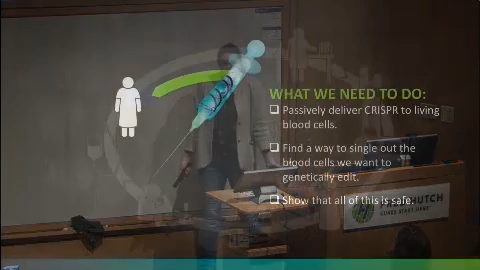 WHAT WE NEED TO DO:
Passively deliver CRISPR to living
blood cells.
Find a way to single out the
blood cells we want to
genetically edit.
Show that all of this is safe.
HUTCH
CURES START HERE